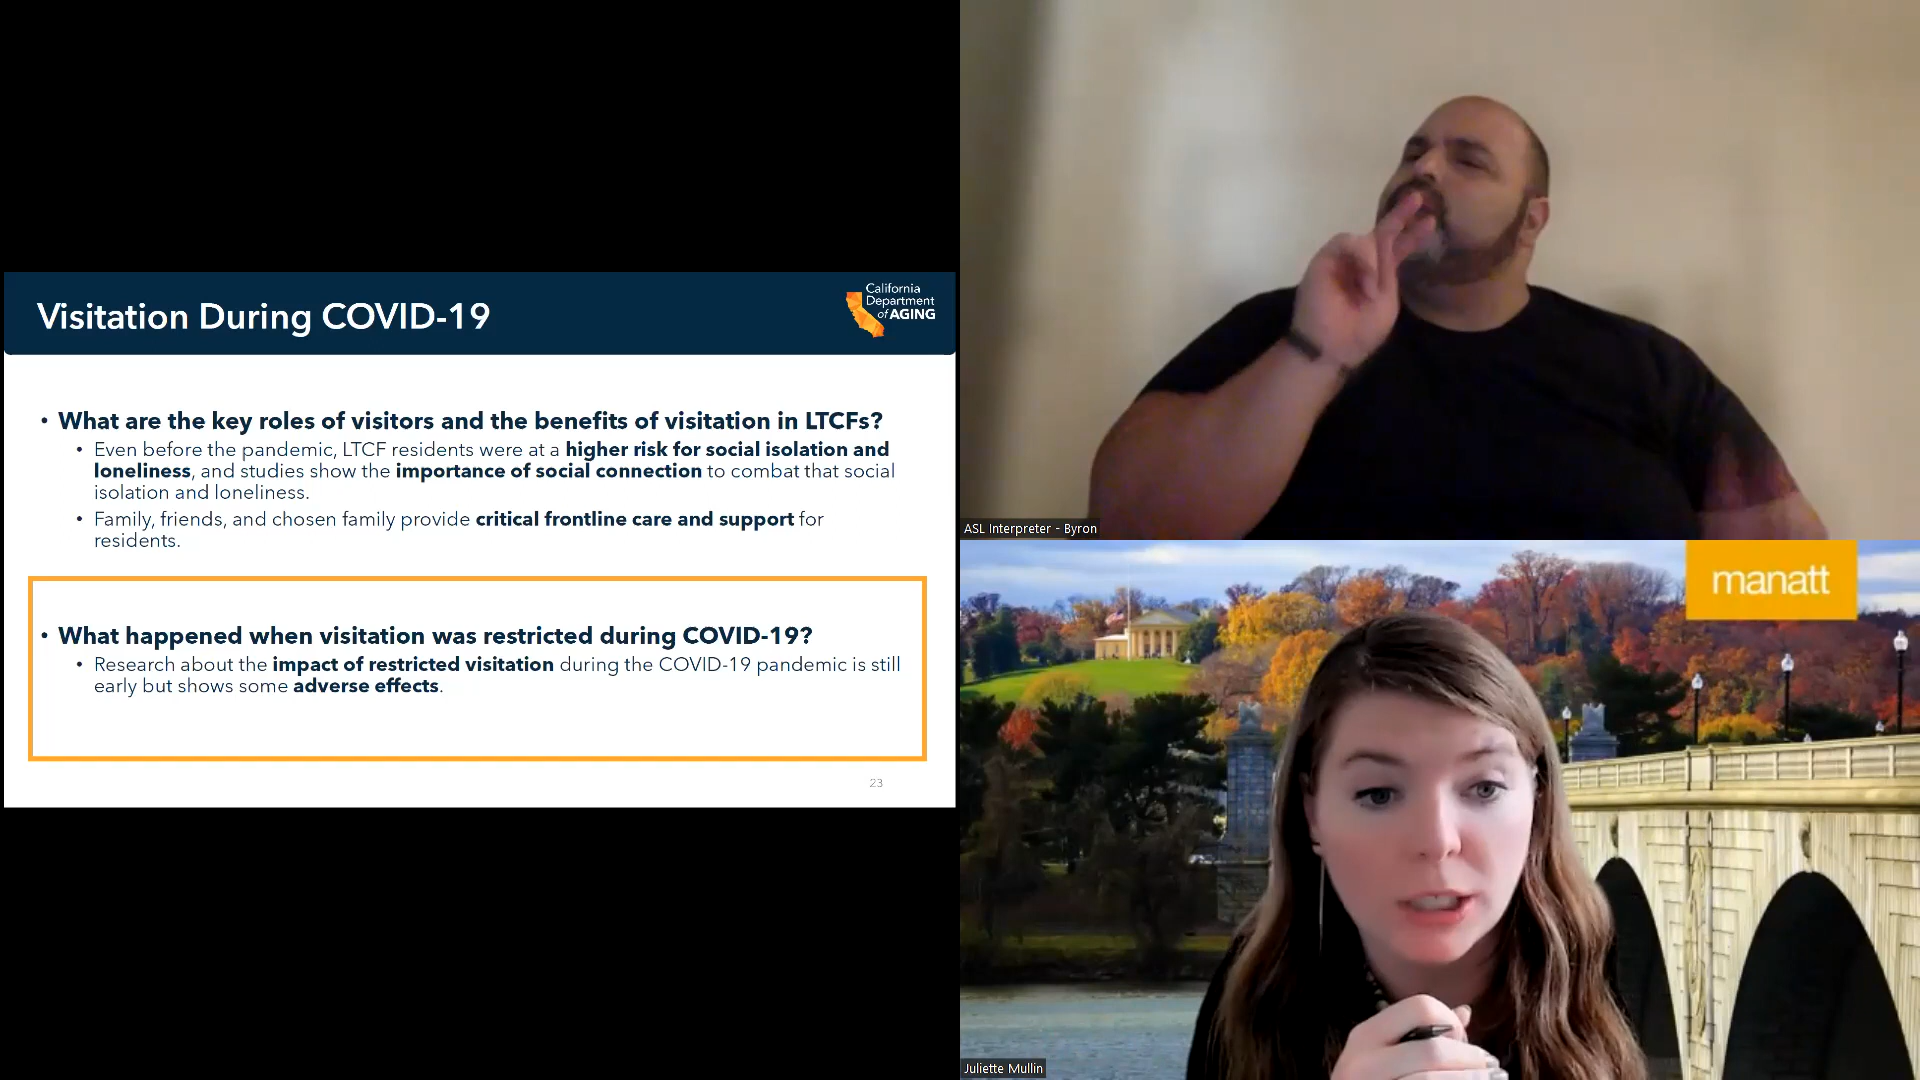 Visitation During COVID-19
California
Department
of AGING
• What are the key roles of visitors and the benefits of visitation in LTCFs?
• Even before the pandemic, LTCF residents were at a higher risk for social isolation and
loneliness, and studies show the importance of social connection to combat that social
isolation and loneliness.
• Family, friends, and chosen family provide critical frontline care and support for
residents.
• What happened when visitation was restricted during COVID-19?
• Research about the impact of restricted visitation during the COVID-19 pandemic is still
early but shows some adverse effects.
23
ASL Interpreter - Byron
manatt
Juliette Mullin